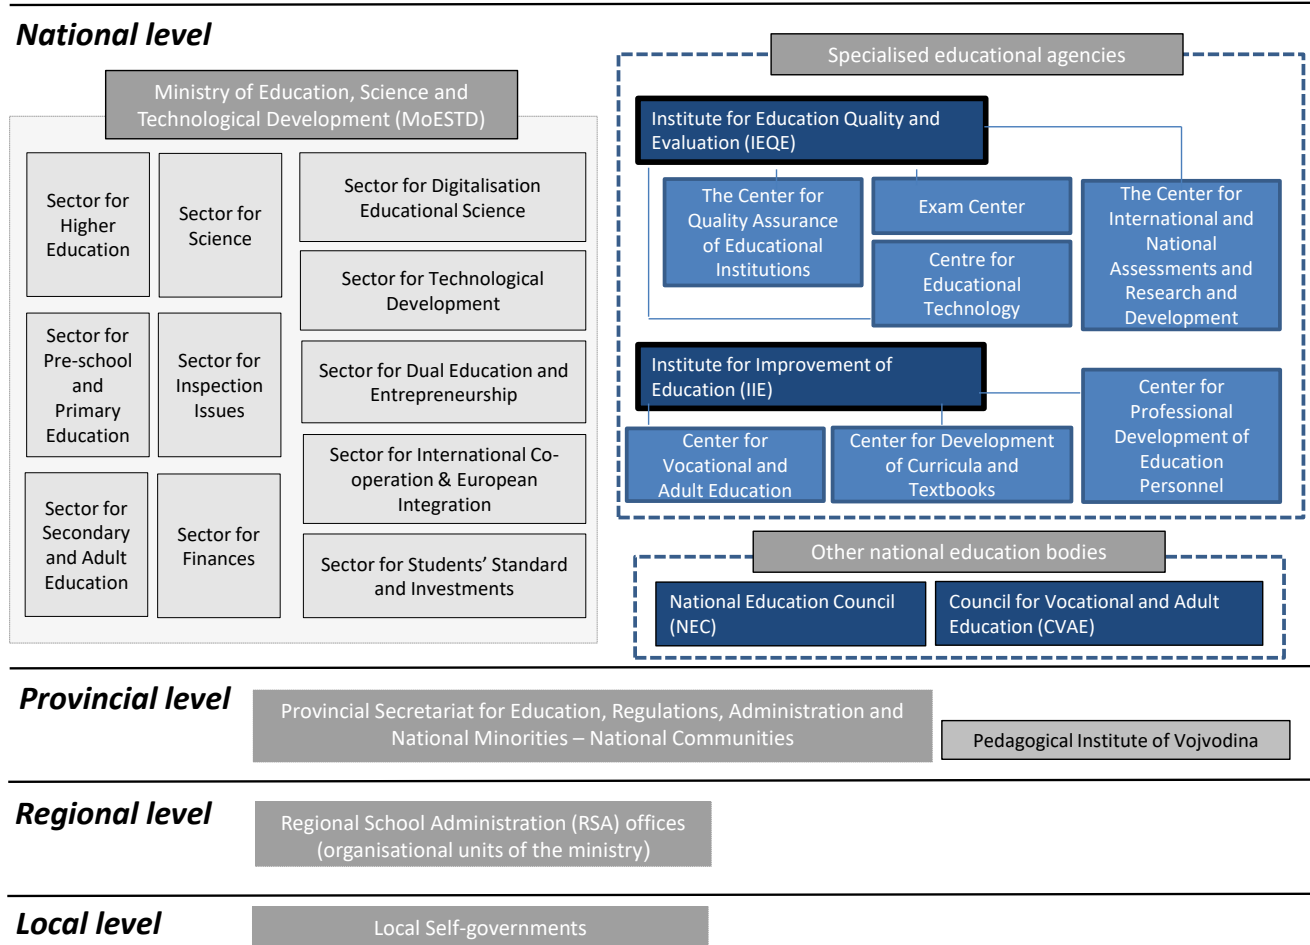 National level
Ministry of Education, Science and
Technological Development (MoESTD)
Sector for
Higher
Education
Sector for
Science
Sector for Digitalisation
Educational Science
Sector for Technological
Development
Sector for
Pre-school
and
Primary
Education
Sector for
Inspection
Issues
Sector for Dual Education and
Entrepreneurship
Sector for International Co-
operation & European
Integration
Sector for
Secondary
and Adult
Education
Sector for
Finances
Sector for Students’ Standard
and Investments
Specialised educational agencies
Institute for Education Quality and
Evaluation (IEQE)
The Center for
Quality Assurance
of Educational
Institutions
Exam Center
Centre for
Educational
Technology
The Center for
International and
National
Assessments and
Research and
Development
Institute for Improvement of
Education (IIE)
Center for
Vocational and
Adult Education
Center for Development
of Curricula and
Textbooks
Center for
Professional
Development of
Education
Personnel
Other national education bodies
National Education Council
(NEC)
Council for Vocational and Adult
Education (CVAE)
Provincial level
Provincial Secretariat for Education, Regulations, Administration and
National Minorities – National Communities
Pedagogical Institute of Vojvodina
Regional level
Regional School Administration (RSA) offices
(organisational units of the ministry)
Local level
Local Self-governments